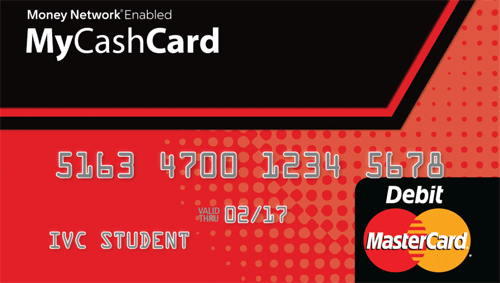 Money Network® Enabled
MyCashCard
5163 4700 1234 5678
VALID THRU 02/17
IVC STUDENT
Debit
MasterCard